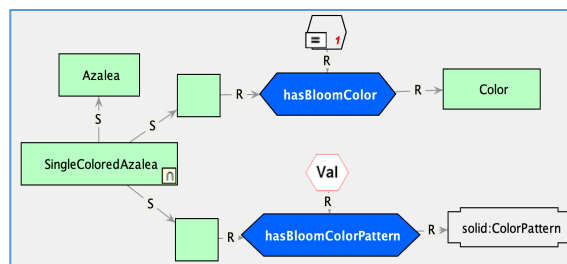 = 1
R
Azalea
R hasBloomColor R Color
S S
SingleColoredAzalea ∩
Val
S R
R hasBloomColorPattern R solid:ColorPattern